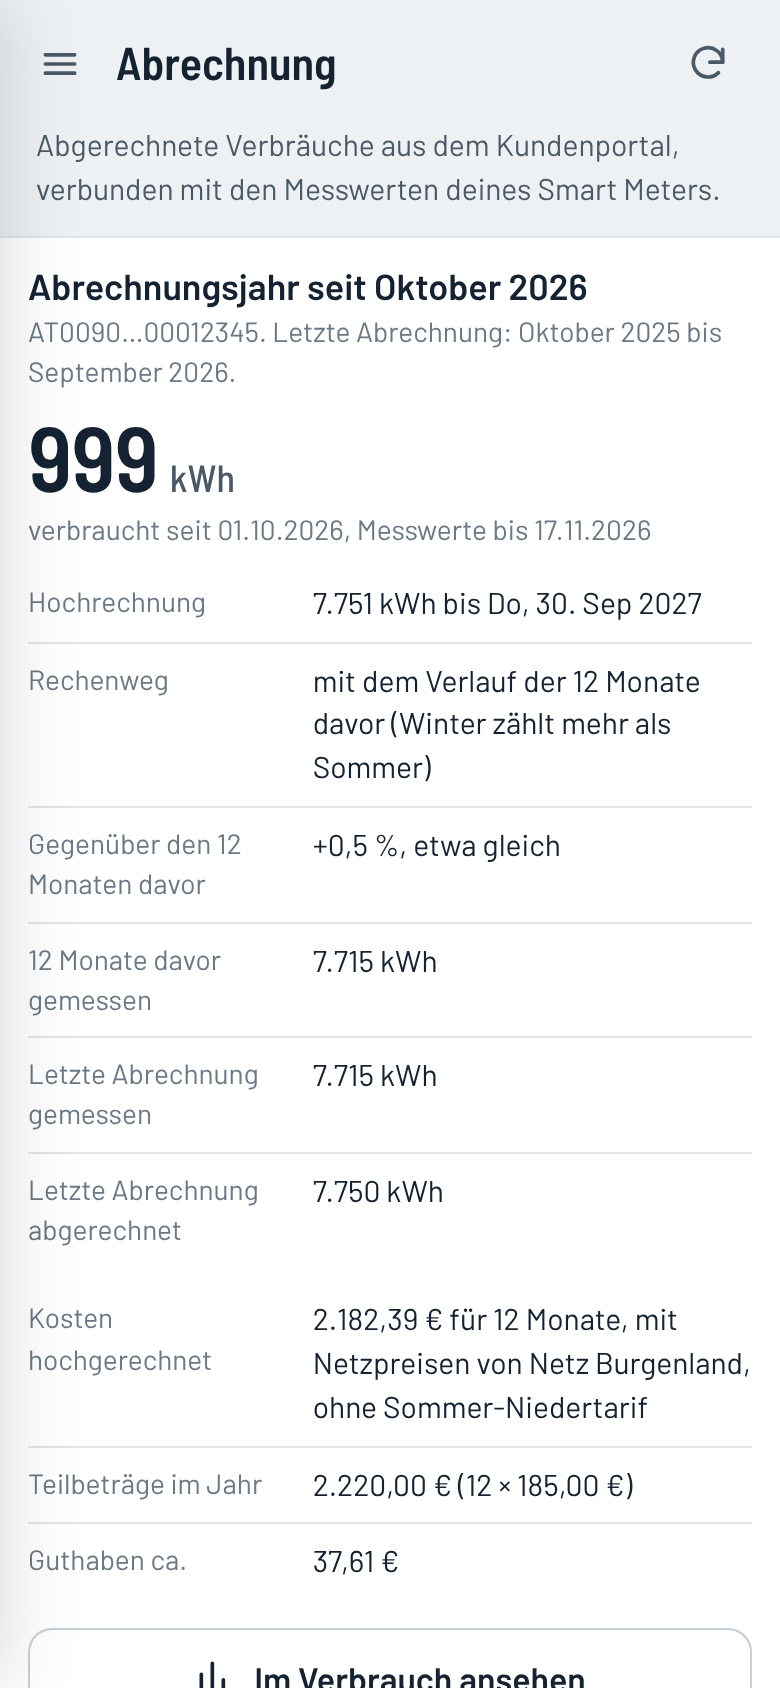 Abrechnung
Abgerechnete Verbräuche aus dem Kundenportal,
verbunden mit den Messwerten deines Smart Meters.
Abrechnungsjahr seit Oktober 2026
AT0090…00012345. Letzte Abrechnung: Oktober 2025 bis
September 2026.
999 kWh
verbraucht seit 01.10.2026, Messwerte bis 17.11.2026
Hochrechnung
7.751 kWh bis Do, 30. Sep 2027
Rechenweg
mit dem Verlauf der 12 Monate
davor (Winter zählt mehr als
Sommer)
Gegenüber den 12
Monaten davor
+0,5 %, etwa gleich
12 Monate davor
gemessen
7.715 kWh
Letzte Abrechnung
gemessen
7.715 kWh
Letzte Abrechnung
abgerechnet
7.750 kWh
Kosten
hochgerechnet
2.182,39 € für 12 Monate, mit
Netzpreisen von Netz Burgenland,
ohne Sommer-Niedertarif
Teilbeträge im Jahr
2.220,00 € (12 × 185,00 €)
Guthaben ca.
37,61 €
Im Verbrauch ansehen